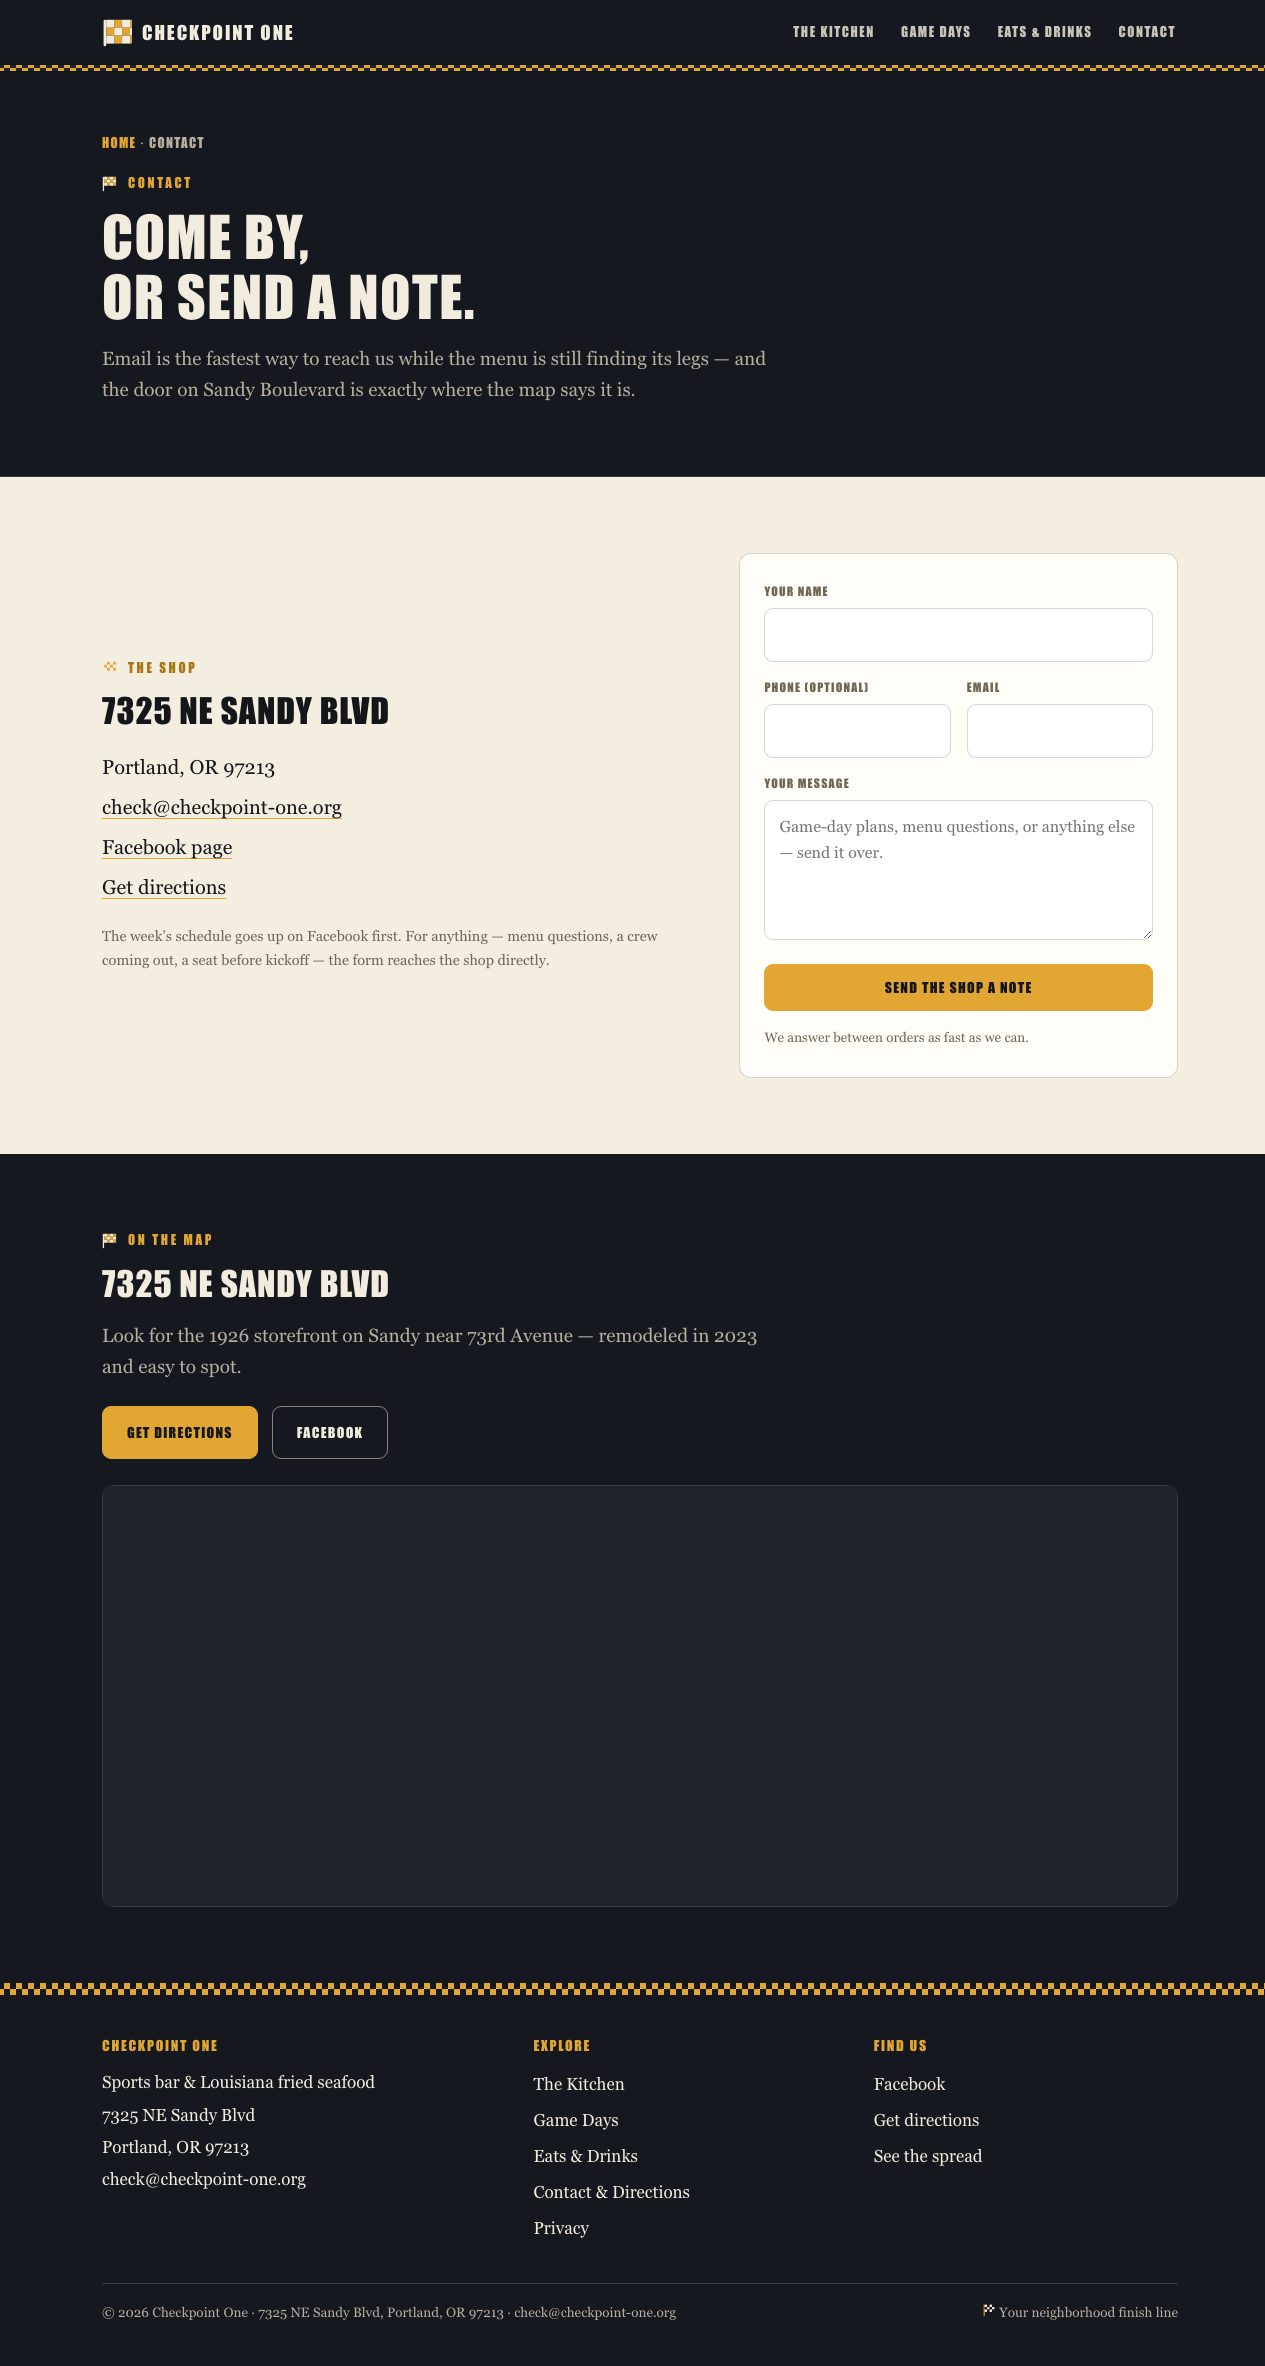 CHECKPOINT ONE
THE KITCHEN
GAME DAYS
EATS & DRINKS
CONTACT
HOME · CONTACT
CONTACT
COME BY,
OR SEND A NOTE.
Email is the fastest way to reach us while the menu is still finding its legs — and
the door on Sandy Boulevard is exactly where the map says it is.
THE SHOP
7325 NE SANDY BLVD
Portland, OR 97213
check@checkpoint-one.org
Facebook page
Get directions
The week’s schedule goes up on Facebook first. For anything — menu questions, a crew
coming out, a seat before kickoff — the form reaches the shop directly.
YOUR NAME
PHONE (OPTIONAL)
EMAIL
YOUR MESSAGE
Game-day plans, menu questions, or anything else
— send it over.
SEND THE SHOP A NOTE
We answer between orders as fast as we can.
ON THE MAP
7325 NE SANDY BLVD
Look for the 1926 storefront on Sandy near 73rd Avenue — remodeled in 2023
and easy to spot.
GET DIRECTIONS
FACEBOOK
CHECKPOINT ONE
Sports bar & Louisiana fried seafood
7325 NE Sandy Blvd
Portland, OR 97213
check@checkpoint-one.org
EXPLORE
The Kitchen
Game Days
Eats & Drinks
Contact & Directions
Privacy
FIND US
Facebook
Get directions
See the spread
© 2026 Checkpoint One · 7325 NE Sandy Blvd, Portland, OR 97213 · check@checkpoint-one.org
Your neighborhood finish line